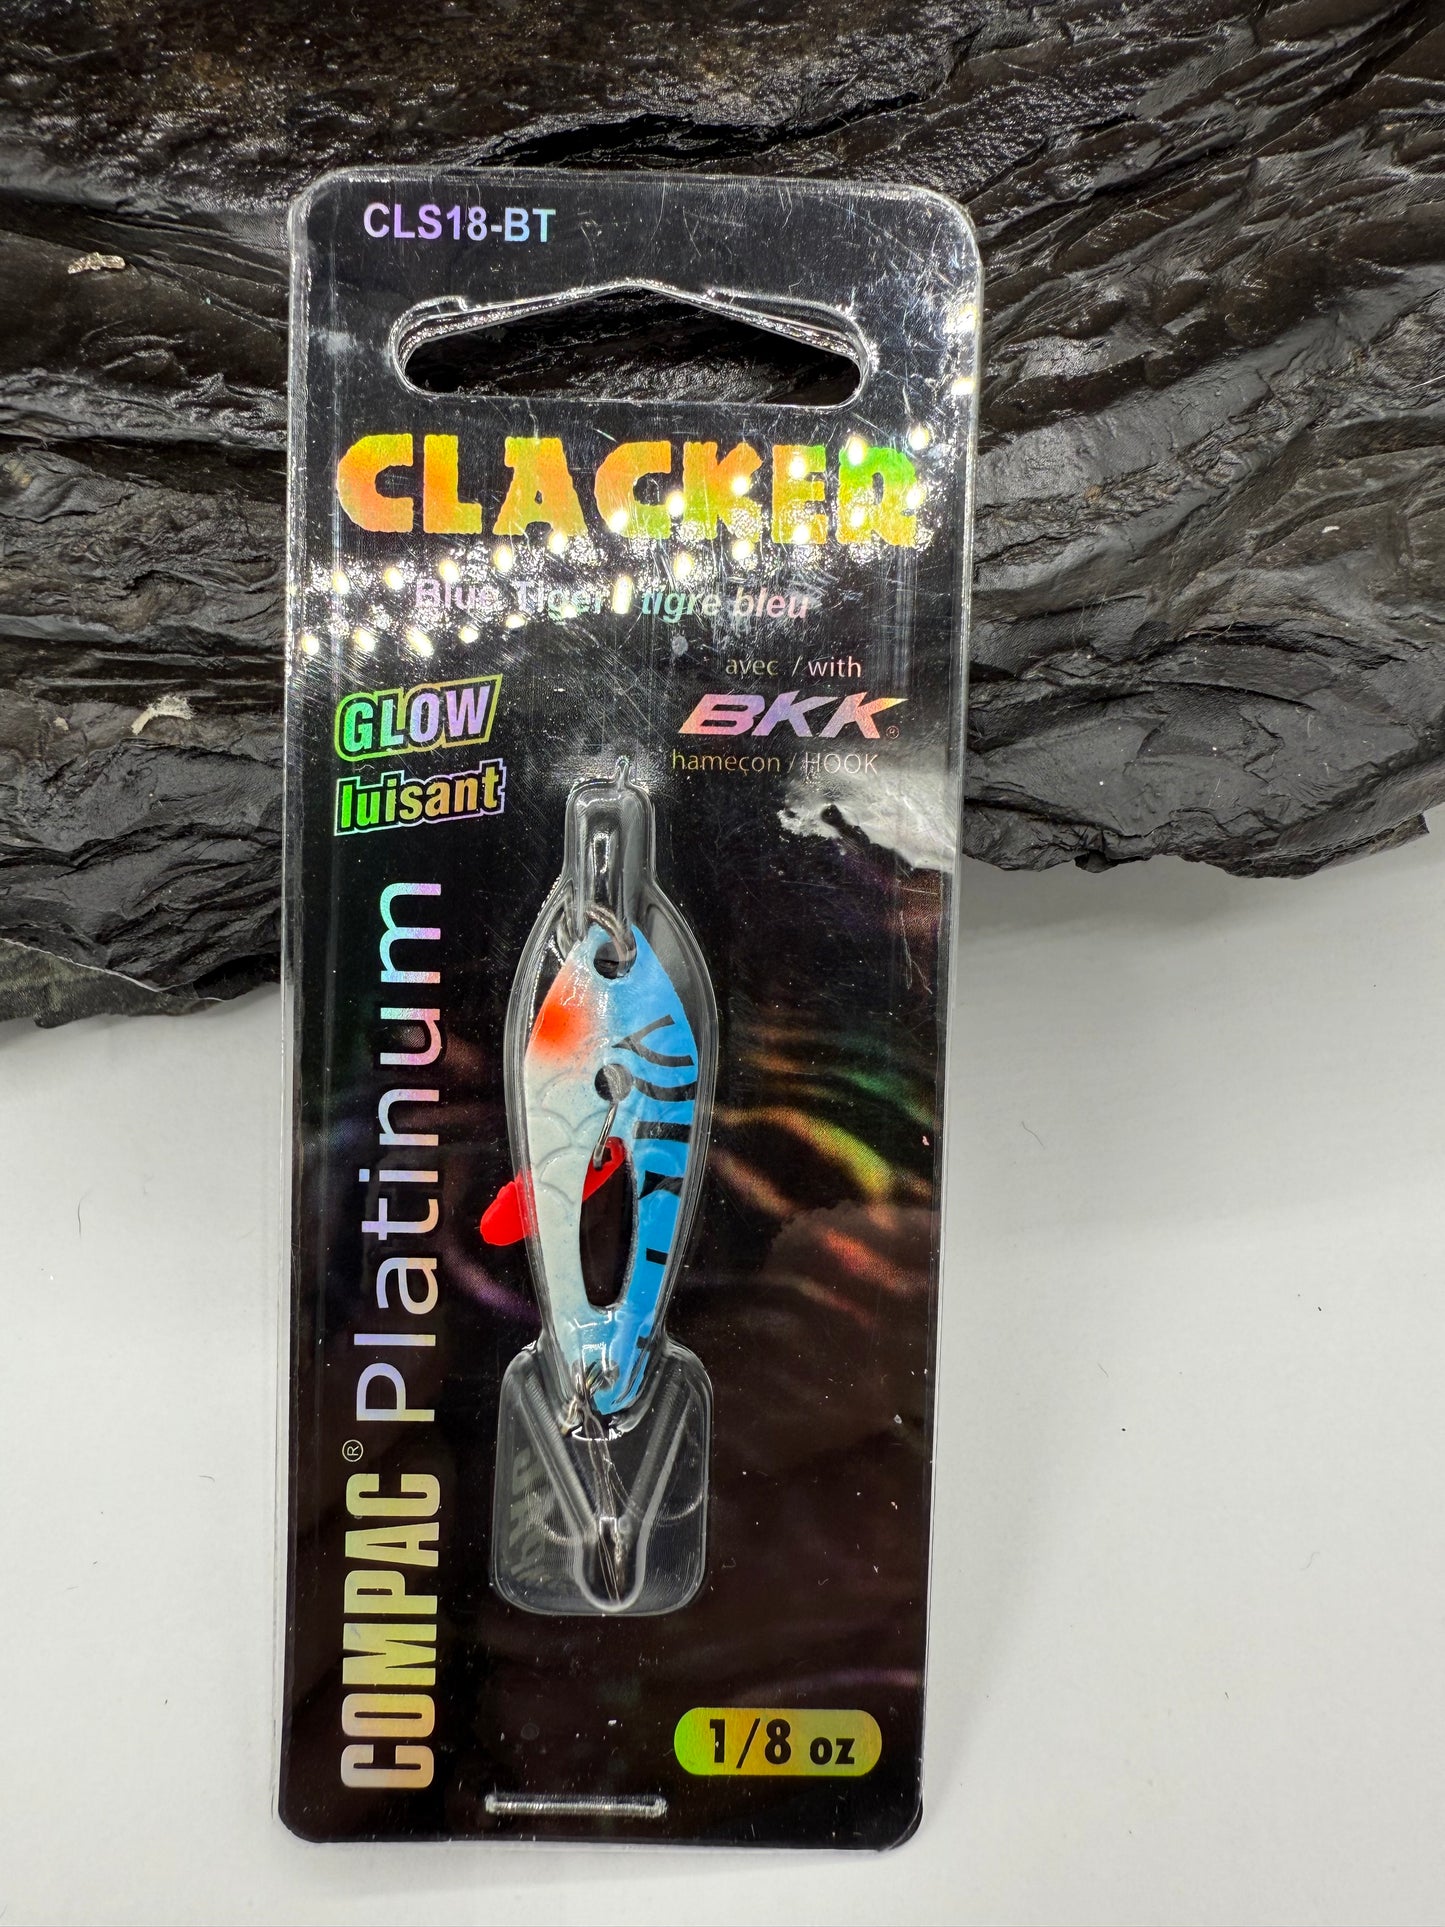 CLS18-BT
CLACKER
Blue Tiger / tigre bleu
avec / with
BKK®
hameçon / HOOK
GLOW
luisant
COMPAC® Platinum
1/8 oz